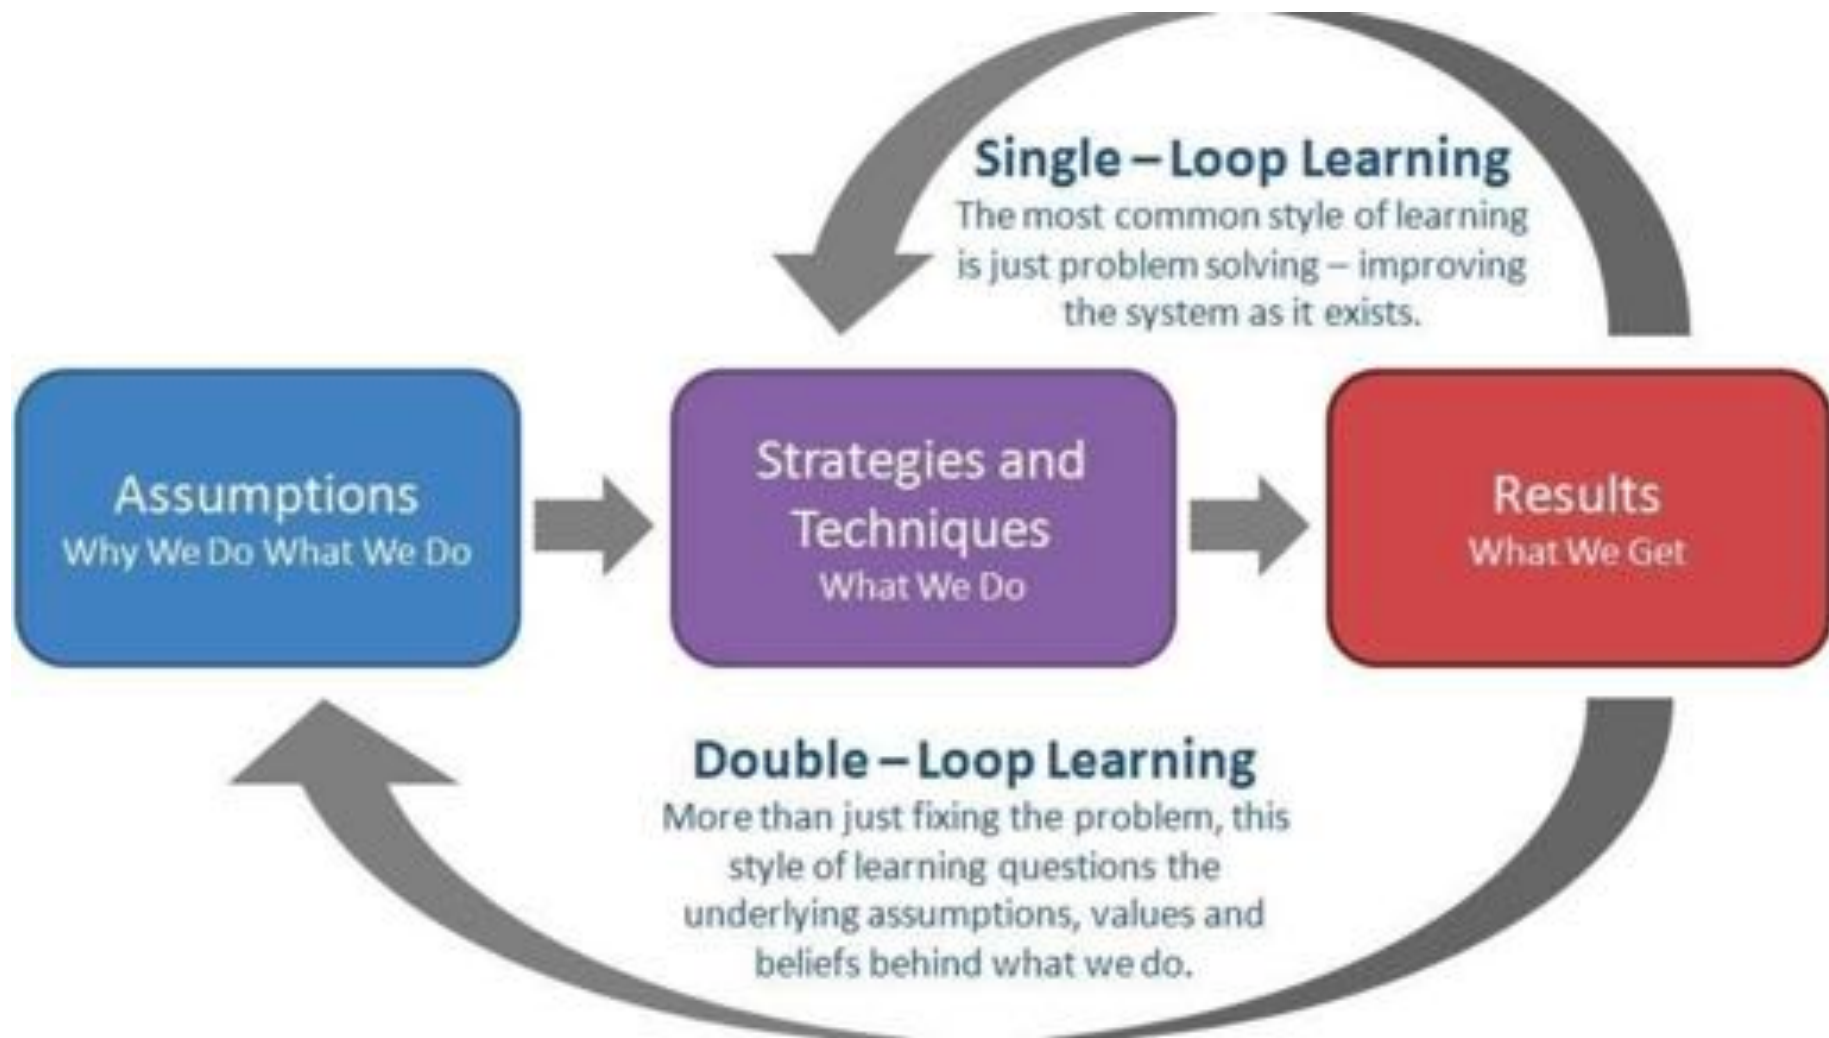 Single – Loop Learning
The most common style of learning
is just problem solving – improving
the system as it exists.
Assumptions
Why We Do What We Do
Strategies and
Techniques
What We Do
Results
What We Get
Double – Loop Learning
More than just fixing the problem, this
style of learning questions the
underlying assumptions, values and
beliefs behind what we do.